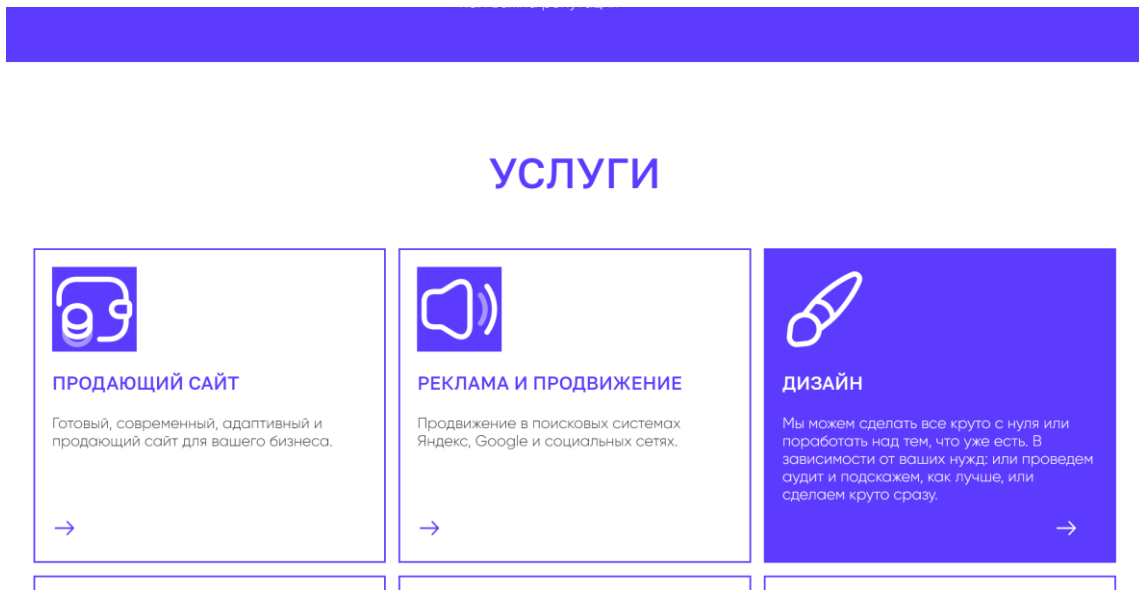 УСЛУГИ
ПРОДАЮЩИЙ САЙТ
Готовый, современный, адаптивный и
продающий сайт для вашего бизнеса.
РЕКЛАМА И ПРОДВИЖЕНИЕ
Продвижение в поисковых системах
Яндекс, Google и социальных сетях.
ДИЗАЙН
Мы можем сделать все круто с нуля или
поработать над тем, что уже есть. В
зависимости от ваших нужд: или проведем
аудит и подскажем, как лучше, или
сделаем круто сразу.